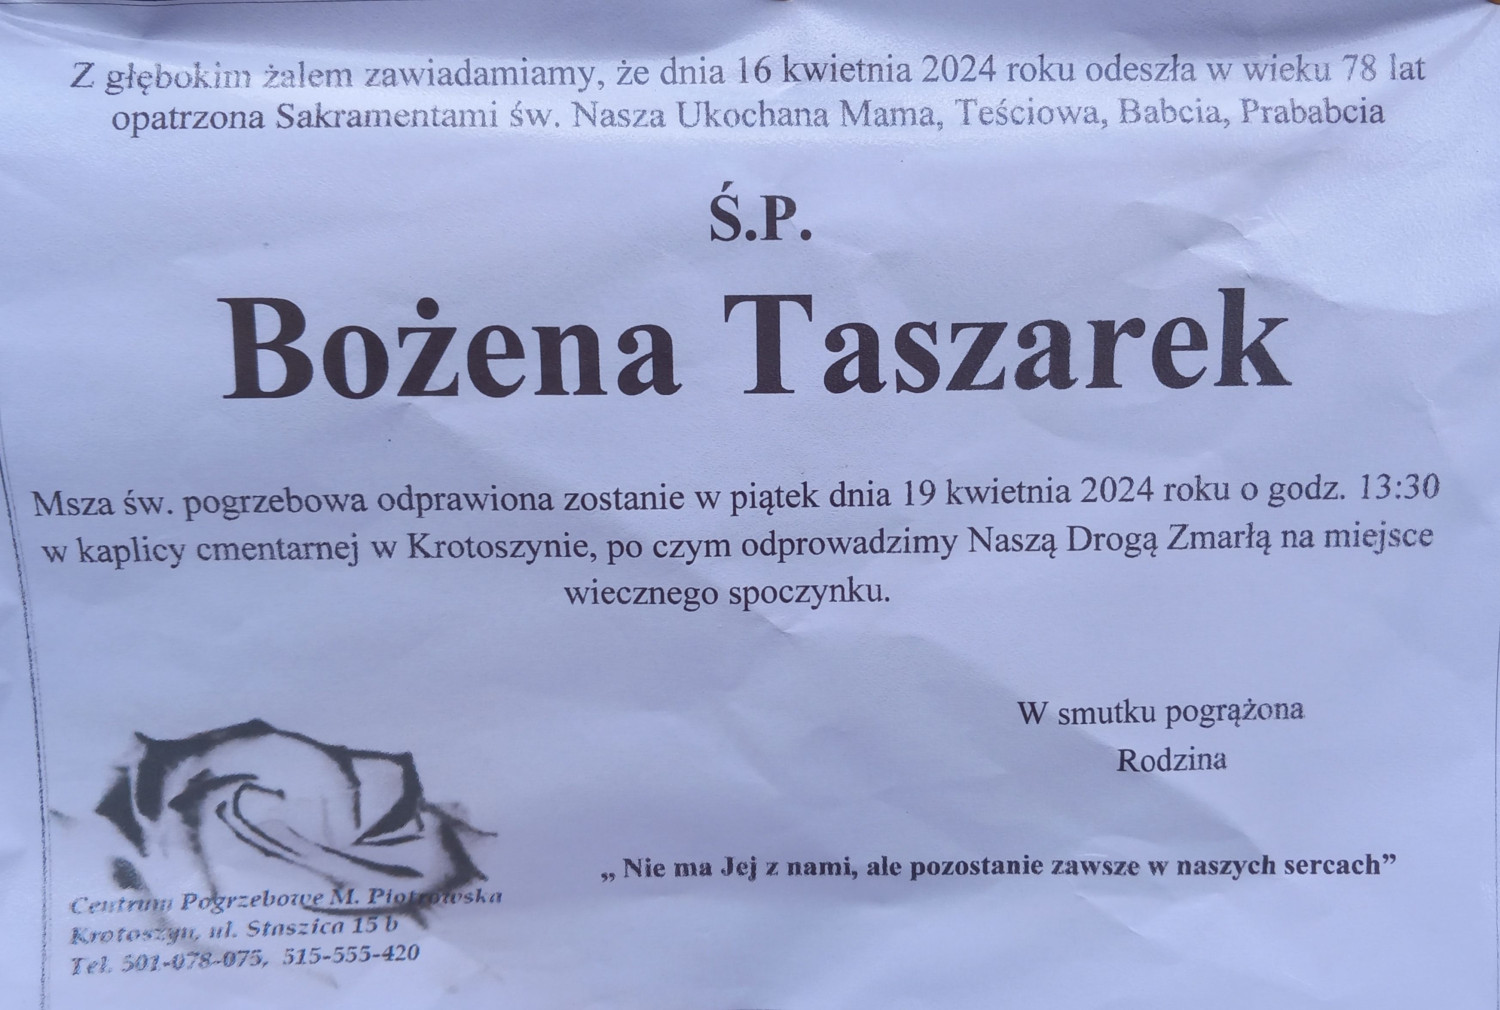 Z głębokim żalem zawiadamiamy, że dnia 16 kwietnia 2024 roku odeszła w wieku 78 lat
opatrzona Sakramentami św. Nasza Ukochana Mama, Teściowa, Babcia, Prababcia
Ś.P.
Bożena Taszarek
Msza św. pogrzebowa odprawiona zostanie w piątek dnia 19 kwietnia 2024 roku o godz. 13:30
w kaplicy cmentarnej w Krotoszynie, po czym odprowadzimy Naszą Drogą Zmarłą na miejsce
wiecznego spoczynku.
W smutku pogrążona
Rodzina
„ Nie ma Jej z nami, ale pozostanie zawsze w naszych sercach”
Centrum Pogrzebowe M. Piotrowska
Krotoszyn, ul. Staszica 15 b
Tel. 501-078-075, 515-555-420